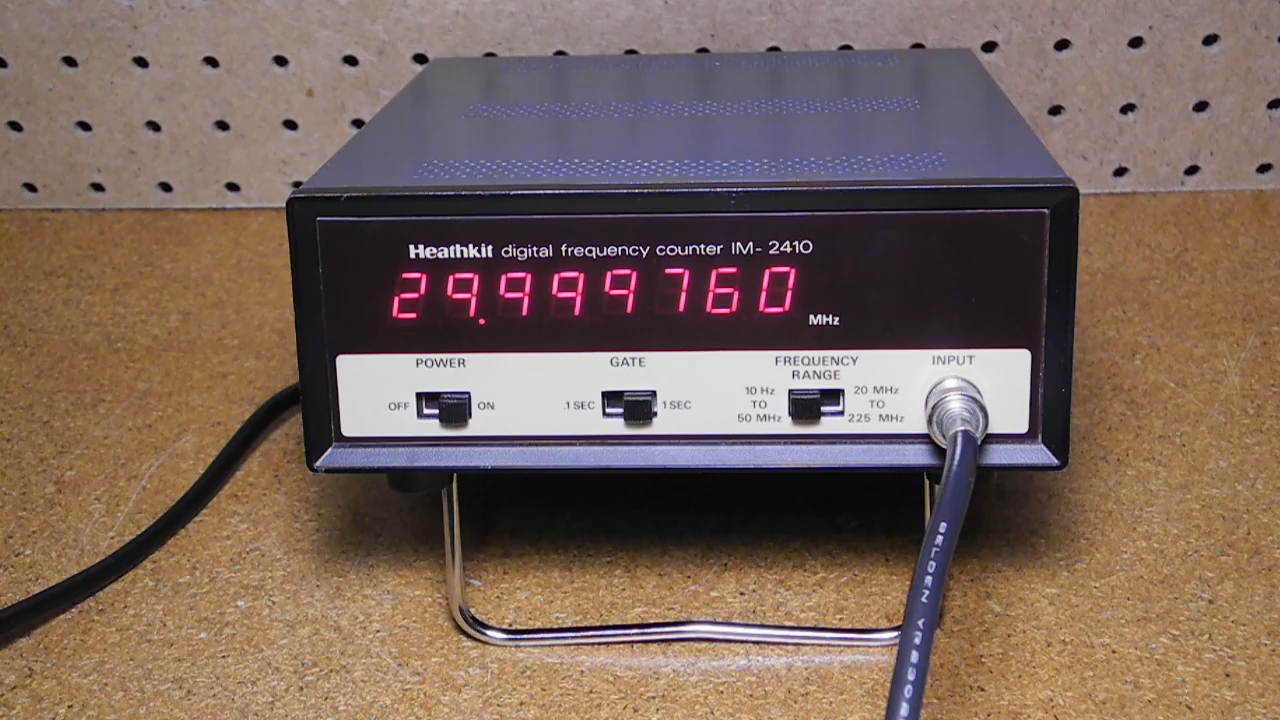 Heathkit digital frequency counter IM-2410
29.999760
MHz
POWER
OFF ON
GATE
.1 SEC 1 SEC
FREQUENCY
RANGE
10 Hz
TO
50 MHz
20 MHz
TO
225 MHz
INPUT
BELDEN